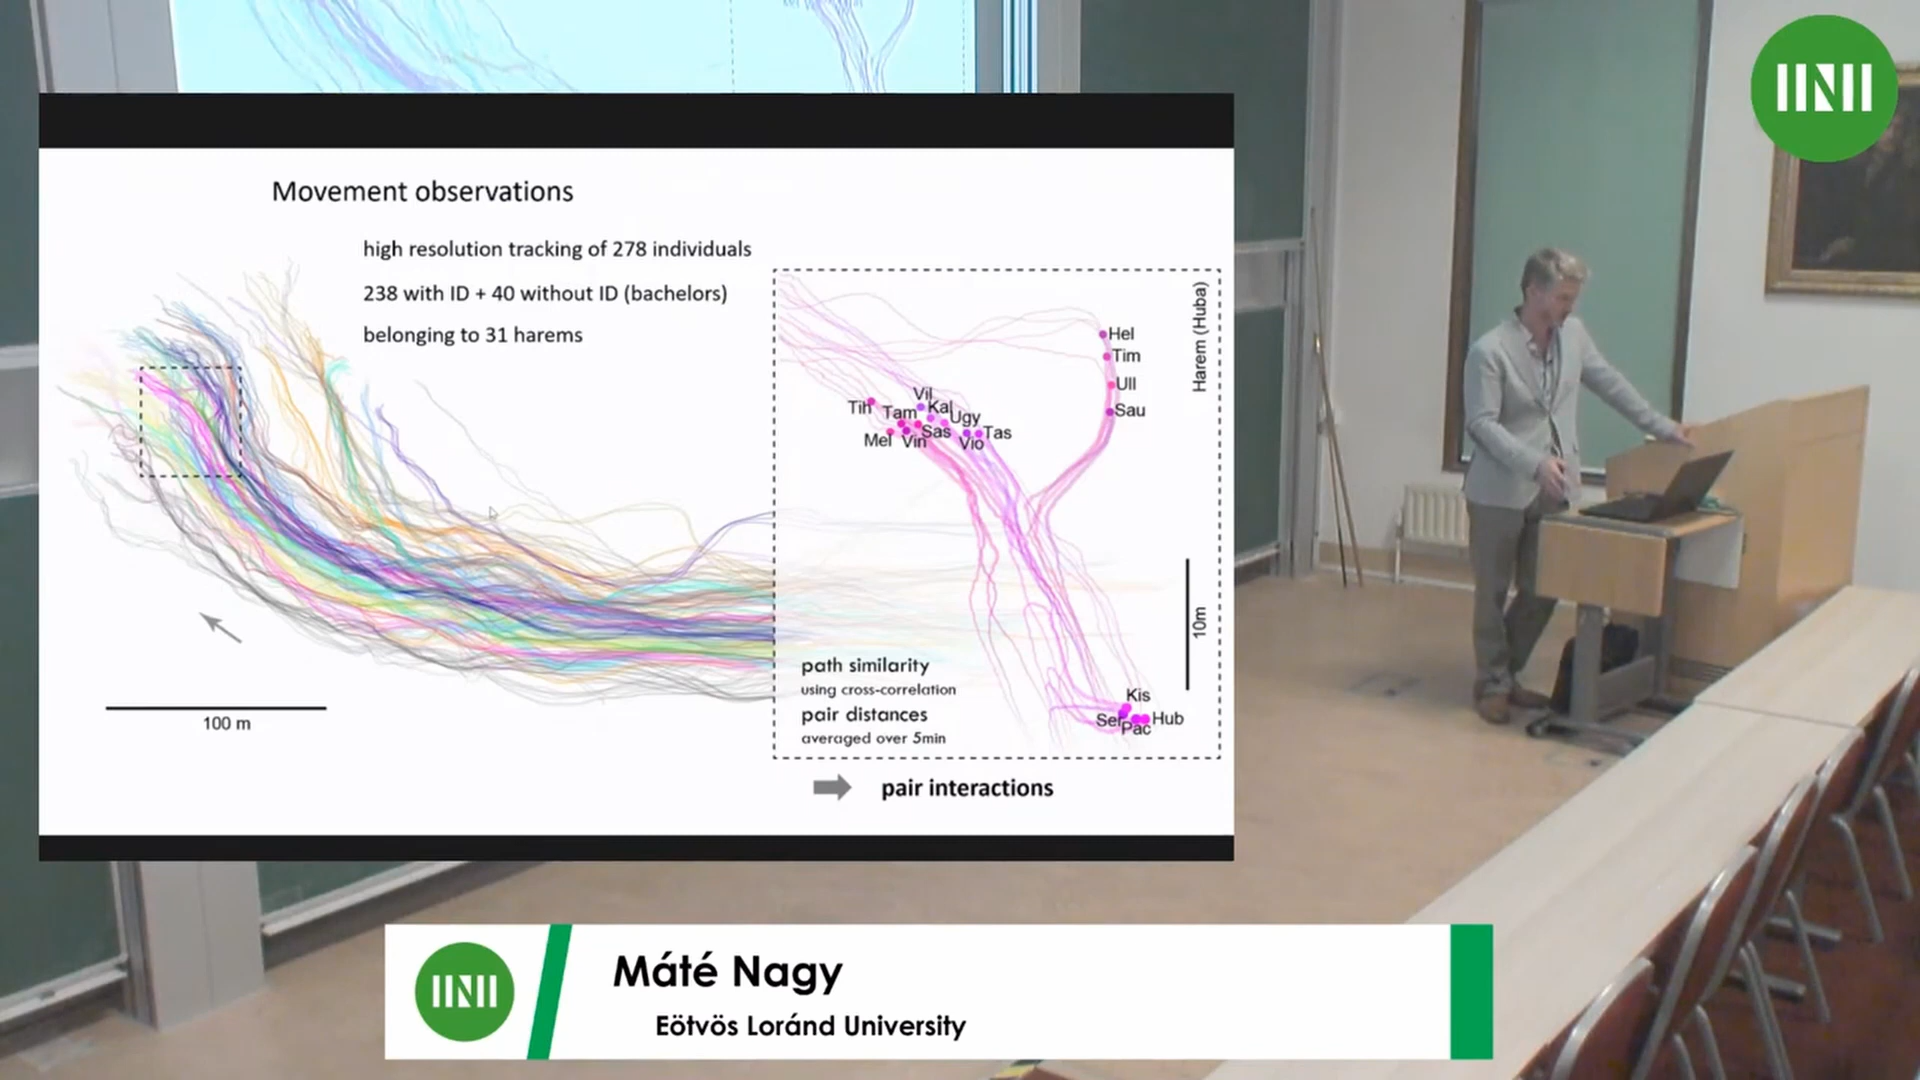 Movement observations
high resolution tracking of 278 individuals
238 with ID + 40 without ID (bachelors)
belonging to 31 harems
Harem (Huba)
Hel
Tim
Ull
Sau
Vil
Tih
Tam
Kal
Ugy
Mel
Vin
Sas
Vio
Tas
10m
path similarity
using cross-correlation
pair distances
averaged over 5min
Kis
Ser
Pac
Hub
100 m
pair interactions
Máté Nagy
Eötvös Loránd University